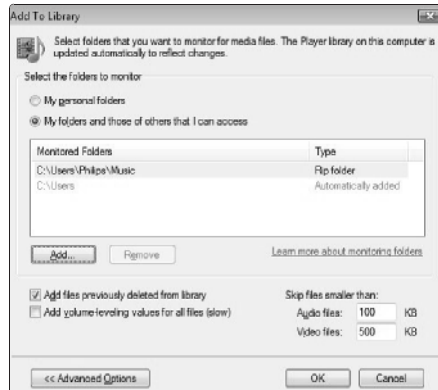 Add To Library
Select folders that you want to monitor for media files. The Player library on this computer is
updated automatically to reflect changes.
Select the folders to monitor
My personal folders
My folders and those of others that I can access
Monitored Folders Type
C:\Users\Philips\Music Rip folder
C:\Users Automatically added
Add... Remove Learn more about monitoring folders
Add files previously deleted from library Skip files smaller than:
Add volume-leveling values for all files (slow) Audio files: 100 KB
Video files: 500 KB
<< Advanced Options OK Cancel